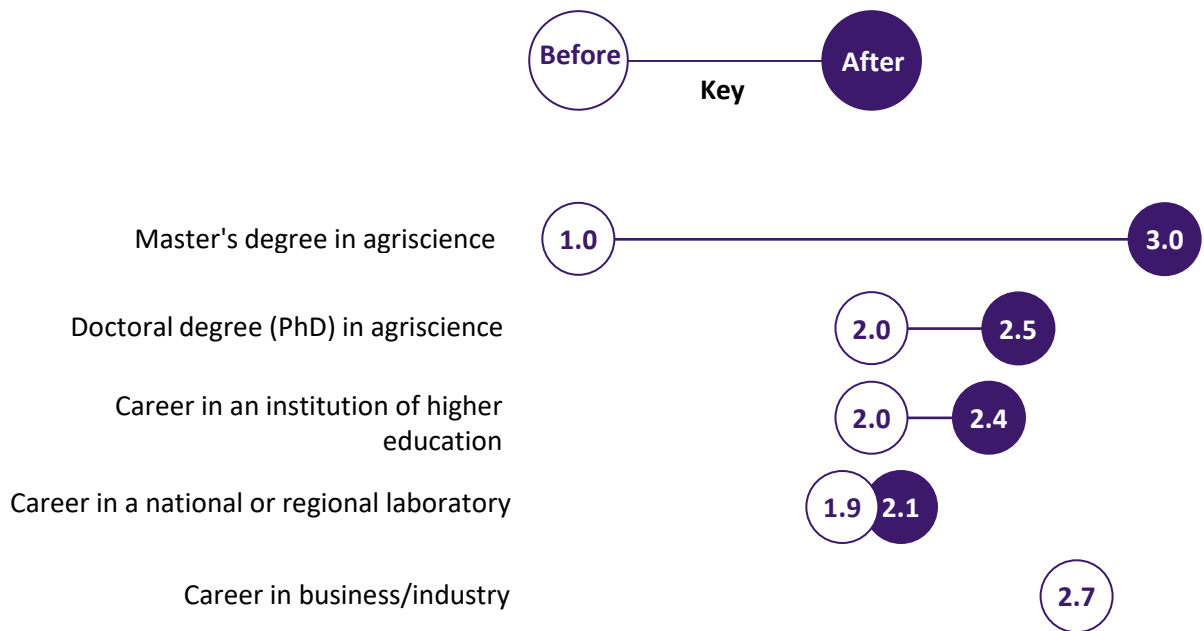 Before
After
Key
Master's degree in agriscience
1.0
3.0
Doctoral degree (PhD) in agriscience
2.0
2.5
Career in an institution of higher
education
2.0
2.4
Career in a national or regional laboratory
1.9
2.1
Career in business/industry
2.7